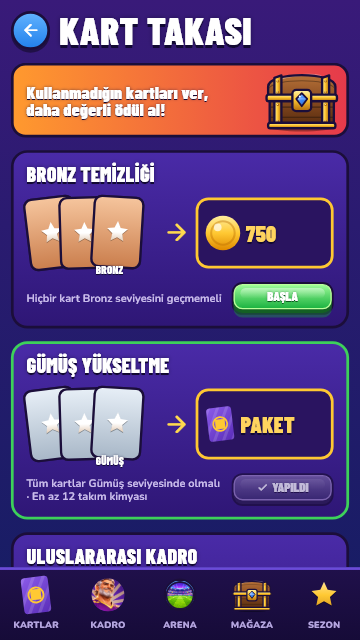 KART TAKASI
Kullanmadığın kartları ver,
daha değerli ödül al!
BRONZ TEMİZLİĞİ
BRONZ
750
Hiçbir kart Bronz seviyesini geçmemeli
BAŞLA
GÜMÜŞ YÜKSELTME
GÜMÜŞ
PAKET
Tüm kartlar Gümüş seviyesinde olmalı
· En az 12 takım kimyası
YAPILDI
ULUSLARARASI KADRO
KARTLAR
KADRO
ARENA
MAĞAZA
SEZON